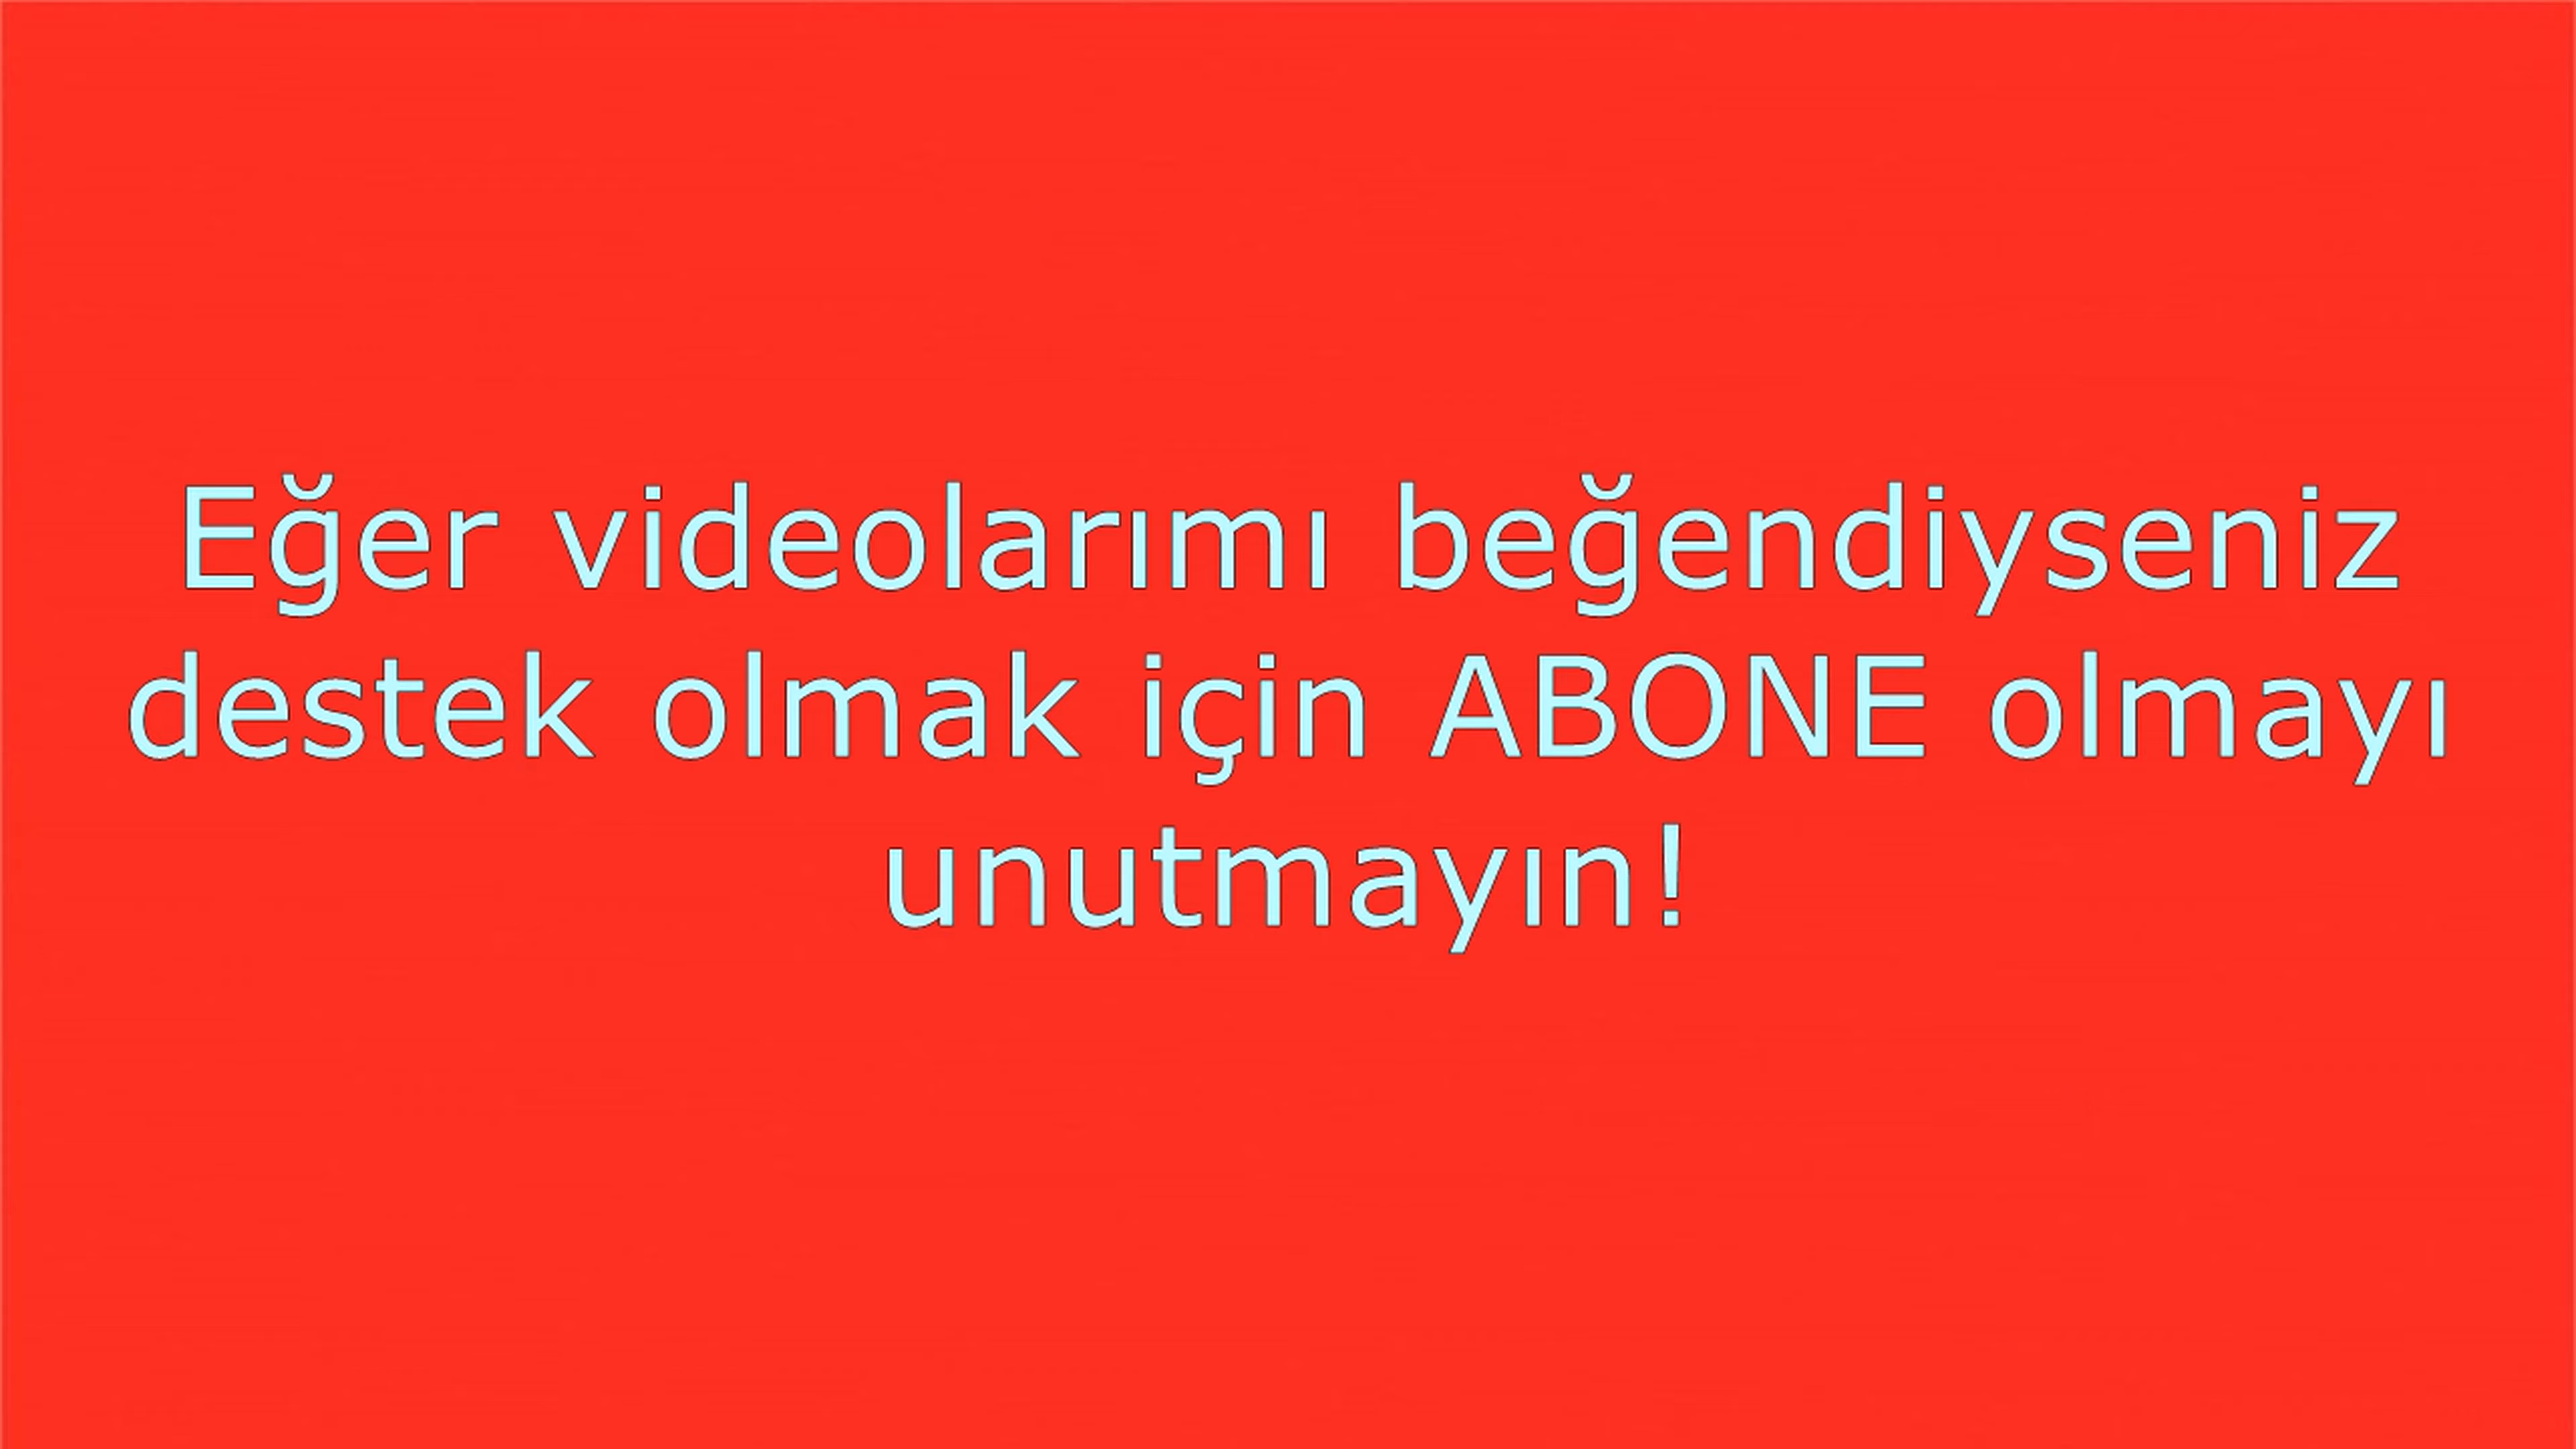 Eğer videolarımı beğendiyseniz
destek olmak için ABONE olmayı
unutmayın!